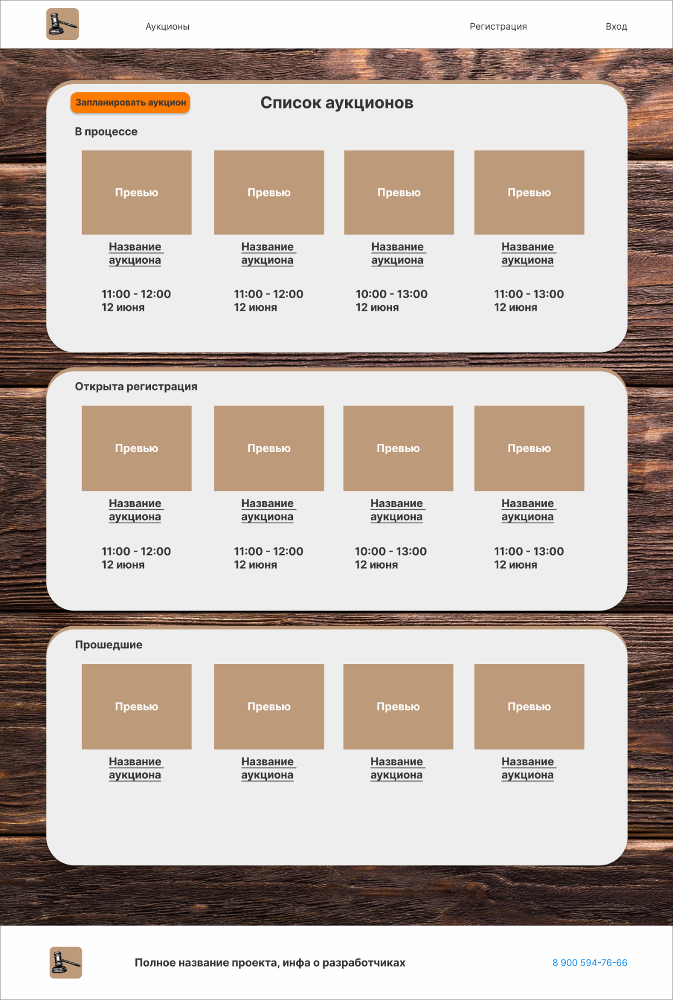 Аукционы
Регистрация
Вход
Запланировать аукцион
Список аукционов
В процессе
Превью
Превью
Превью
Превью
Название
аукциона
Название
аукциона
Название
аукциона
Название
аукциона
11:00 - 12:00
12 июня
11:00 - 12:00
12 июня
10:00 - 13:00
12 июня
11:00 - 13:00
12 июня
Открыта регистрация
Превью
Превью
Превью
Превью
Название
аукциона
Название
аукциона
Название
аукциона
Название
аукциона
11:00 - 12:00
12 июня
11:00 - 12:00
12 июня
10:00 - 13:00
12 июня
11:00 - 13:00
12 июня
Прошедшие
Превью
Превью
Превью
Превью
Название
аукциона
Название
аукциона
Название
аукциона
Название
аукциона
Полное название проекта, инфа о разработчиках
8 900 594-76-66